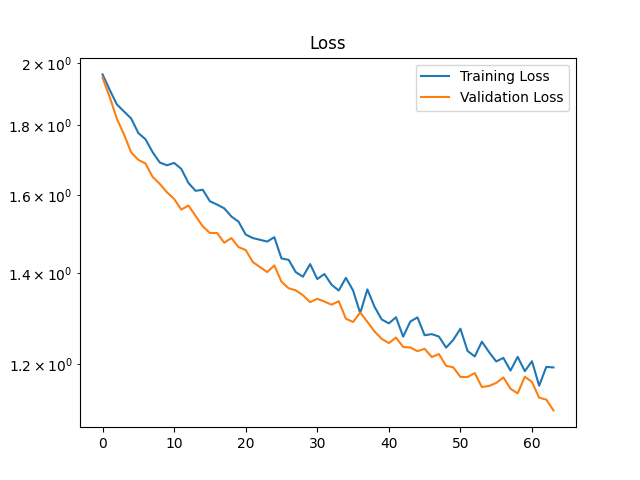 Loss
Training Loss
Validation Loss
2 × 10⁰
1.8 × 10⁰
1.6 × 10⁰
1.4 × 10⁰
1.2 × 10⁰
0 10 20 30 40 50 60